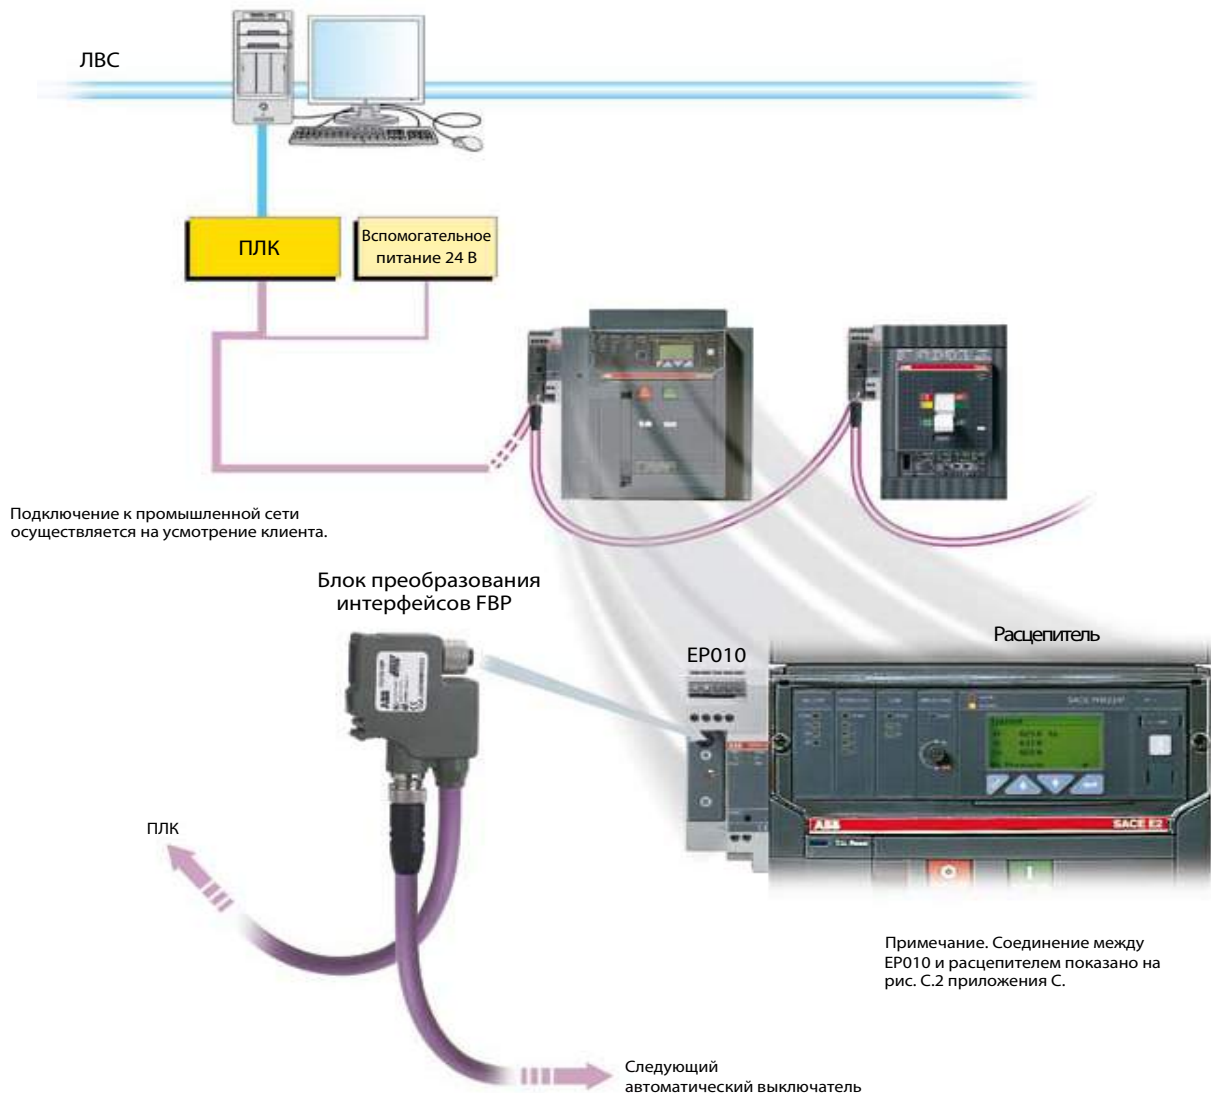 ЛВС
ПЛК
Вспомогательное
питание 24 В
Подключение к промышленной сети
осуществляется на усмотрение клиента.
Блок преобразования
интерфейсов FBP
EP010
Расцепитель
ABB
SACE E2
ПЛК
Примечание. Соединение между
EP010 и расцепителем показано на
рис. С.2 приложения С.
Следующий
автоматический выключатель